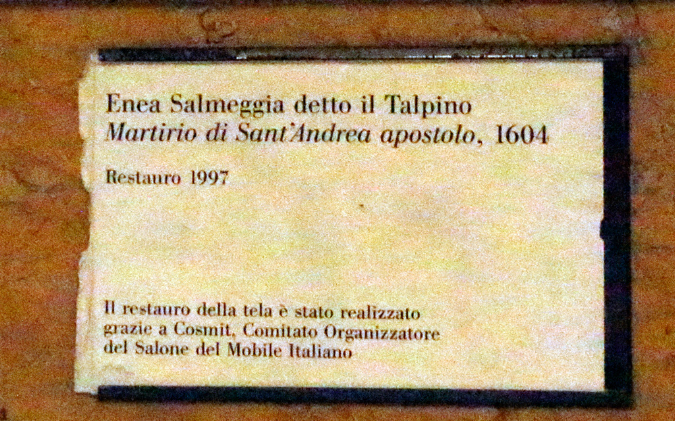 Enea Salmeggia detto il Talpino
Martirio di Sant'Andrea apostolo, 1604
Restauro 1997
Il restauro della tela è stato realizzato
grazie a Cosmit, Comitato Organizzatore
del Salone del Mobile Italiano